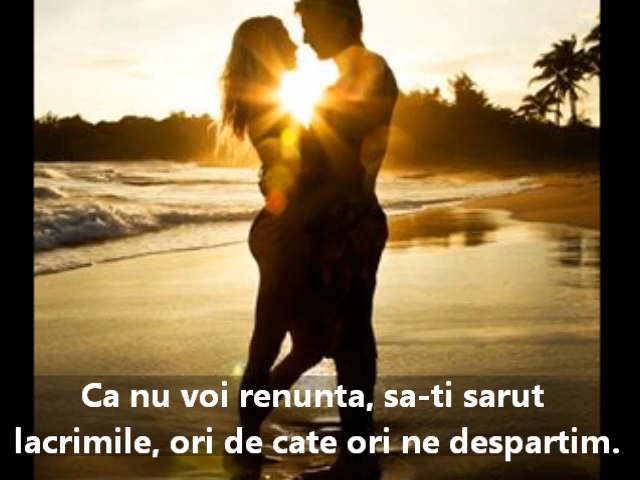 Ca nu voi renunta, sa-ti sarut
lacrimile, ori de cate ori ne despartim.